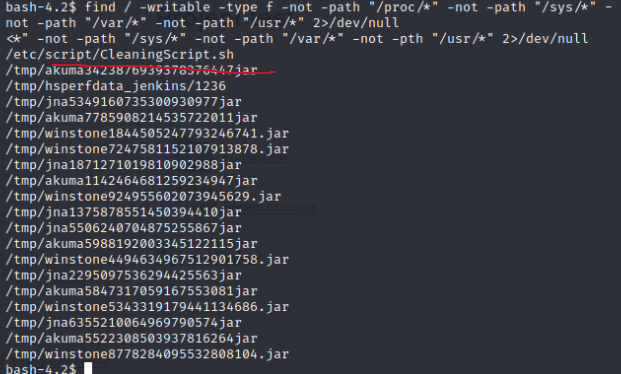 bash-4.2$ find / -writable -type f -not -path "/proc/*" -not -path "/sys/*" -
not -path "/var/*" -not -path "/usr/*" 2>/dev/null
<*" -not -path "/sys/*" -not -path "/var/*" -not -pth "/usr/*" 2>/dev/null
/etc/script/CleaningScript.sh
/tmp/akuma3423876939378376447jar
/tmp/hsperfdata_jenkins/1236
/tmp/jna5349160735300930977jar
/tmp/akuma7785908214535722011jar
/tmp/winstone1844505247793246741.jar
/tmp/winstone7247581152107913878.jar
/tmp/jna1871271019810902988jar
/tmp/akuma1142464681259234947jar
/tmp/winstone924955602073945629.jar
/tmp/jna1375878551450394410jar
/tmp/jna5506240704875255867jar
/tmp/akuma5988192003345122115jar
/tmp/winstone4494634967512901758.jar
/tmp/jna2295097536294425563jar
/tmp/akuma5847317059167553081jar
/tmp/winstone5343319179441134686.jar
/tmp/jna6355210064969790574jar
/tmp/akuma5522308503937816264jar
/tmp/winstone8778284095532808104.jar
bash-4.2$